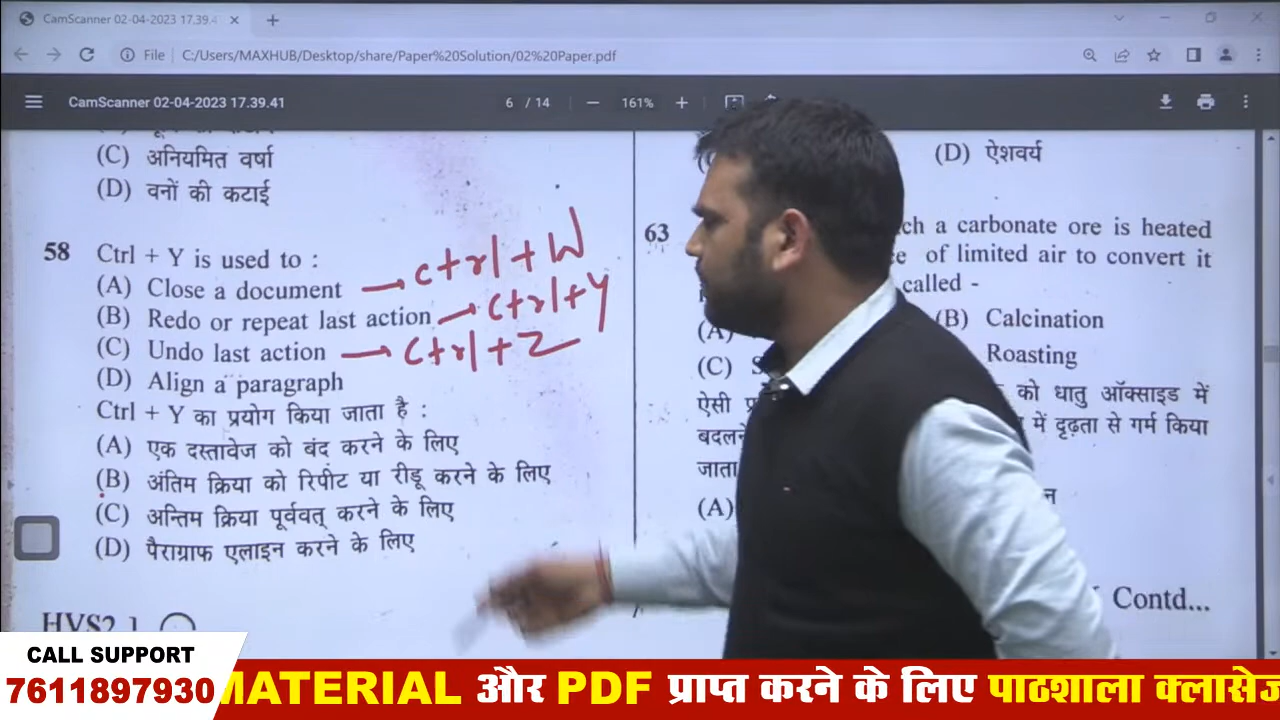 CamScanner 02-04-2023 17.39.4
File C:/Users/MAXHUB/Desktop/share/Paper%20Solution/02%20Paper.pdf
CamScanner 02-04-2023 17.39.41
6 / 14
161%
(C) अनियमित वर्षा
(D) वनों की कटाई
58 Ctrl + Y is used to :
(A) Close a document → ctrl + W
(B) Redo or repeat last action → ctrl + Y
(C) Undo last action → ctrl + Z
(D) Align a paragraph
Ctrl + Y का प्रयोग किया जाता है :
(A) एक दस्तावेज को बंद करने के लिए
(B) अंतिम क्रिया को रिपीट या रीडू करने के लिए
(C) अन्तिम क्रिया पूर्ववत् करने के लिए
(D) पैराग्राफ एलाइन करने के लिए
(D) ऐशवर्य
63
a carbonate ore is heated
of limited air to convert it
called -
(A)
(B) Calcination
(C)
Roasting
ऐसी
को धातु ऑक्साइड में
में दृढ़ता से गर्म किया
जाता
(A)
Contd...
CALL SUPPORT
7611897930
MATERIAL और PDF प्राप्त करने के लिए पाठशाला क्लासेज